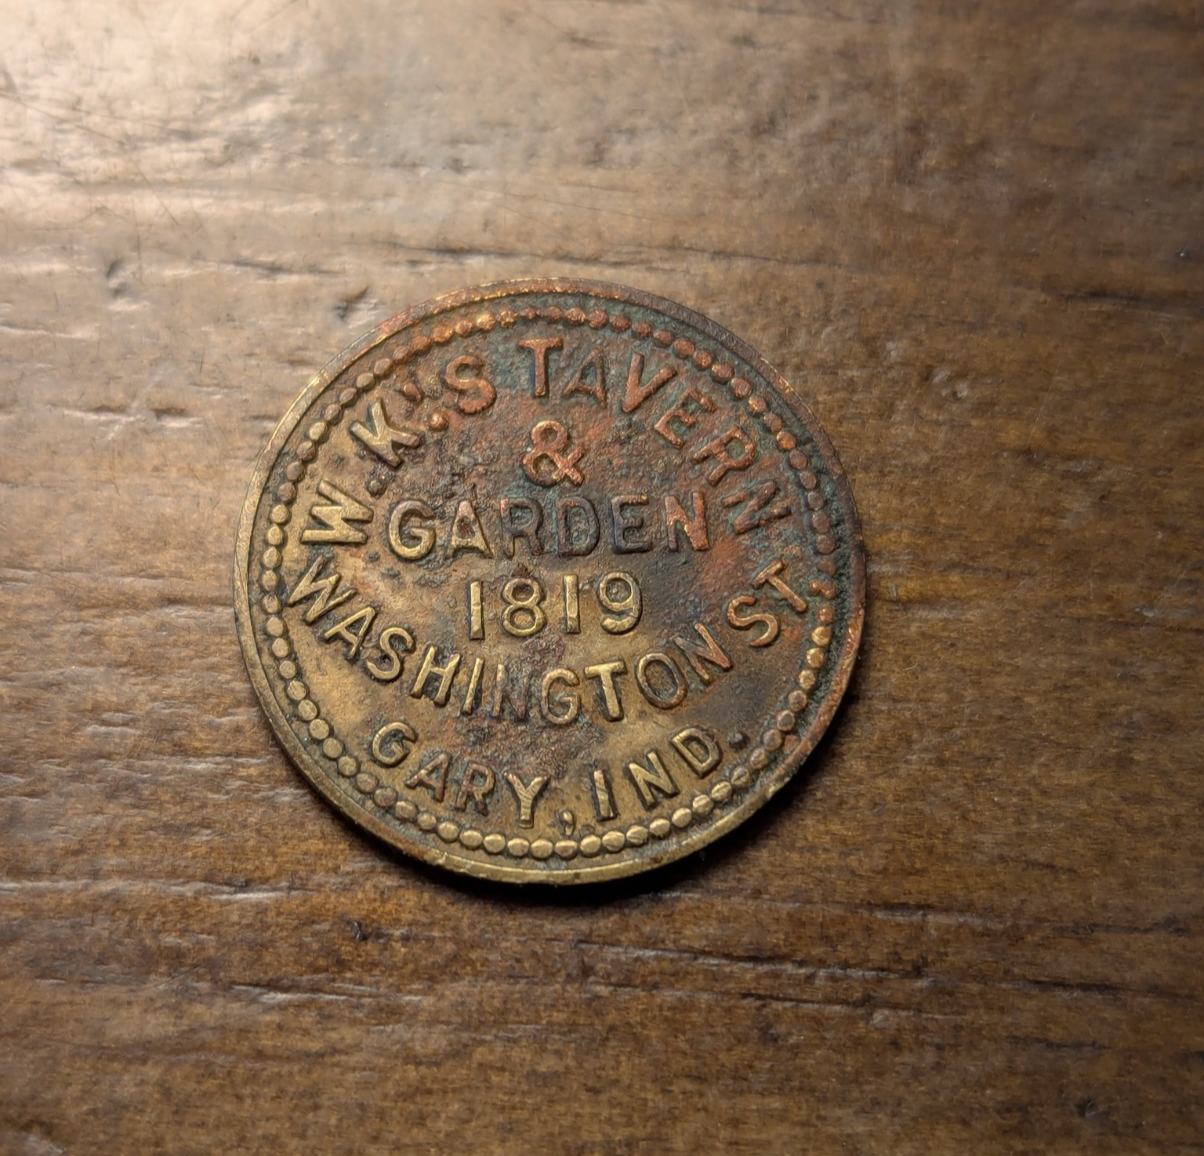 W.K.'S TAVERN
&
GARDEN
1819
WASHINGTON ST.
GARY, IND.